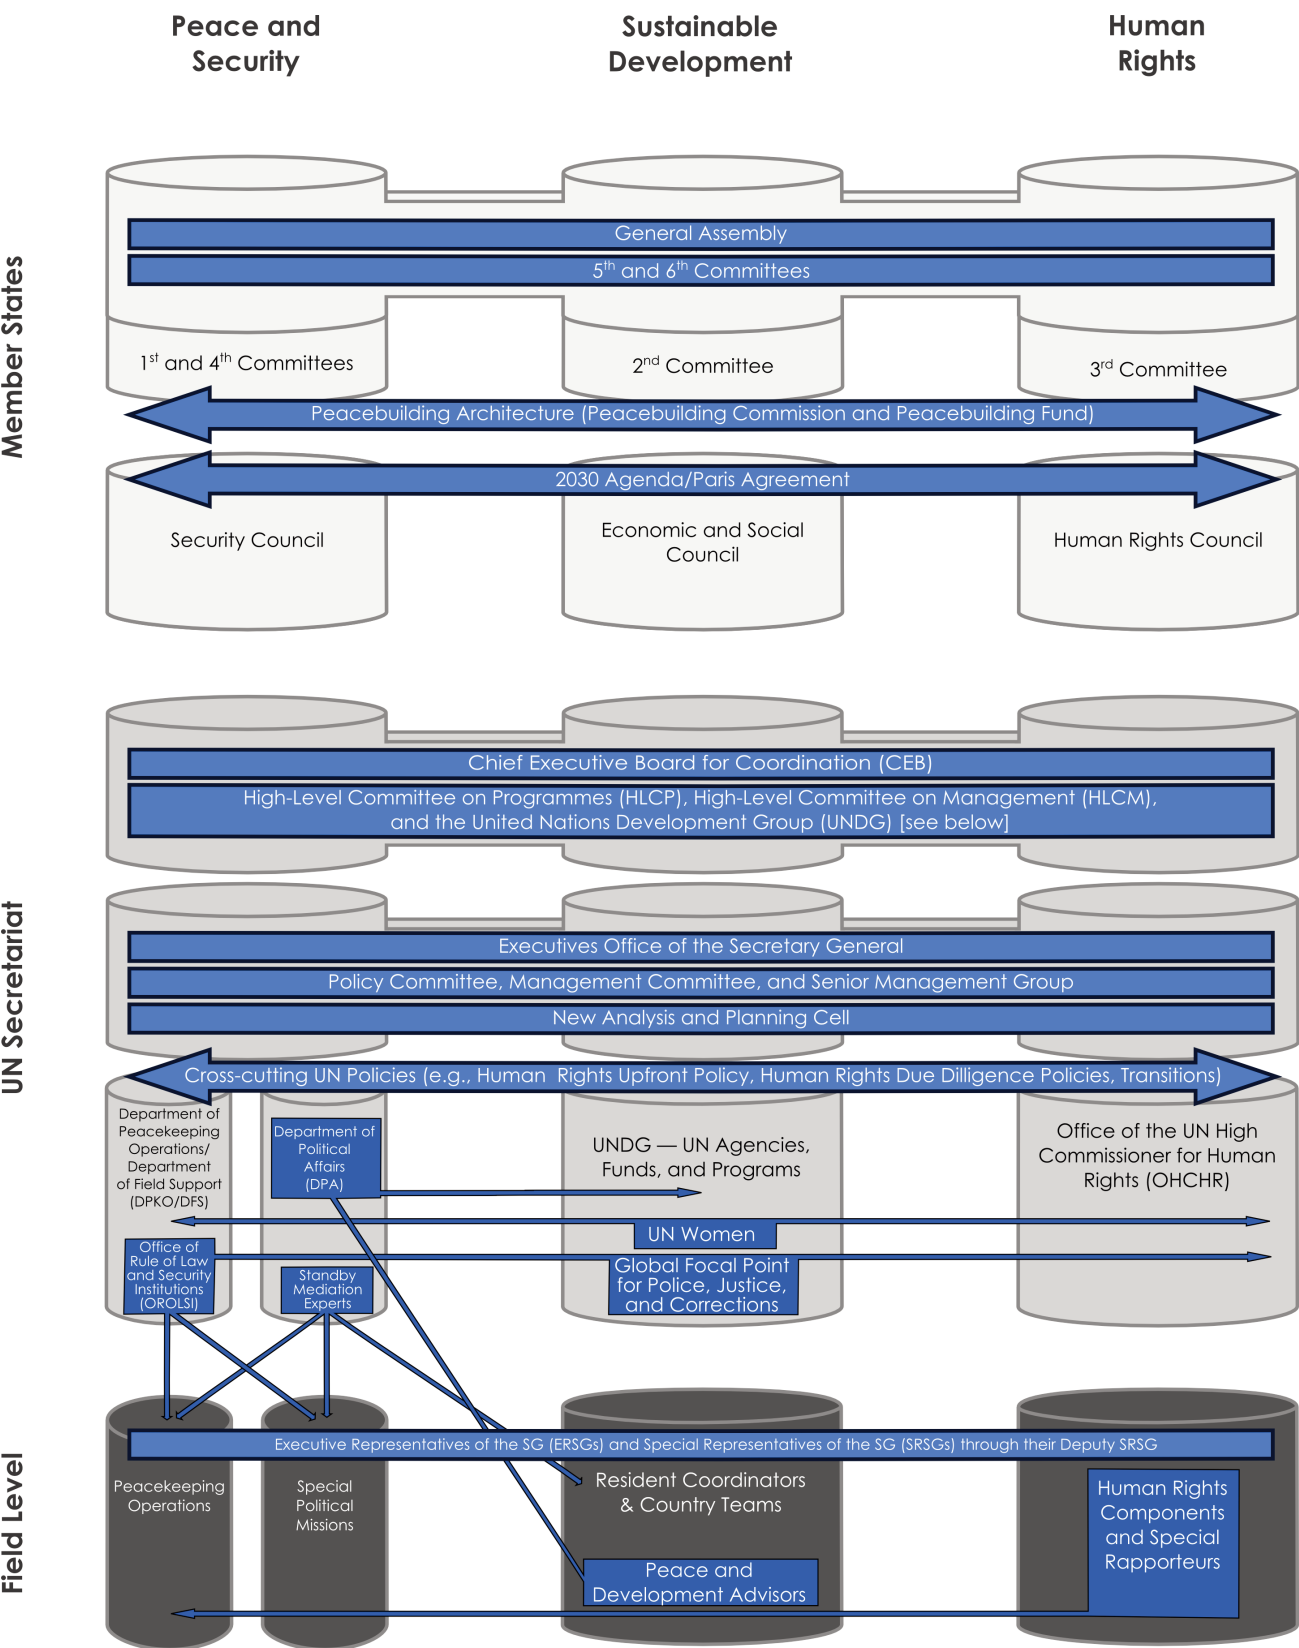 Peace and
Security
Sustainable
Development
Human
Rights
Member States
General Assembly
5th and 6th Committees
1st and 4th Committees
2nd Committee
3rd Committee
Peacebuilding Architecture (Peacebuilding Commission and Peacebuilding Fund)
2030 Agenda/Paris Agreement
Security Council
Economic and Social
Council
Human Rights Council
UN Secretariat
Chief Executive Board for Coordination (CEB)
High-Level Committee on Programmes (HLCP), High-Level Committee on Management (HLCM),
and the United Nations Development Group (UNDG) [see below]
Executives Office of the Secretary General
Policy Committee, Management Committee, and Senior Management Group
New Analysis and Planning Cell
Cross-cutting UN Policies (e.g., Human Rights Upfront Policy, Human Rights Due Dilligence Policies, Transitions)
Department of
Peacekeeping
Operations/
Department
of Field Support
(DPKO/DFS)
Department of
Political
Affairs
(DPA)
UNDG — UN Agencies,
Funds, and Programs
Office of the UN High
Commissioner for Human
Rights (OHCHR)
UN Women
Office of
Rule of Law
and Security
Institutions
(OROLSI)
Standby
Mediation
Experts
Global Focal Point
for Police, Justice,
and Corrections
Field Level
Executive Representatives of the SG (ERSGs) and Special Representatives of the SG (SRSGs) through their Deputy SRSG
Peacekeeping
Operations
Special
Political
Missions
Resident Coordinators
& Country Teams
Human Rights
Components
and Special
Rapporteurs
Peace and
Development Advisors